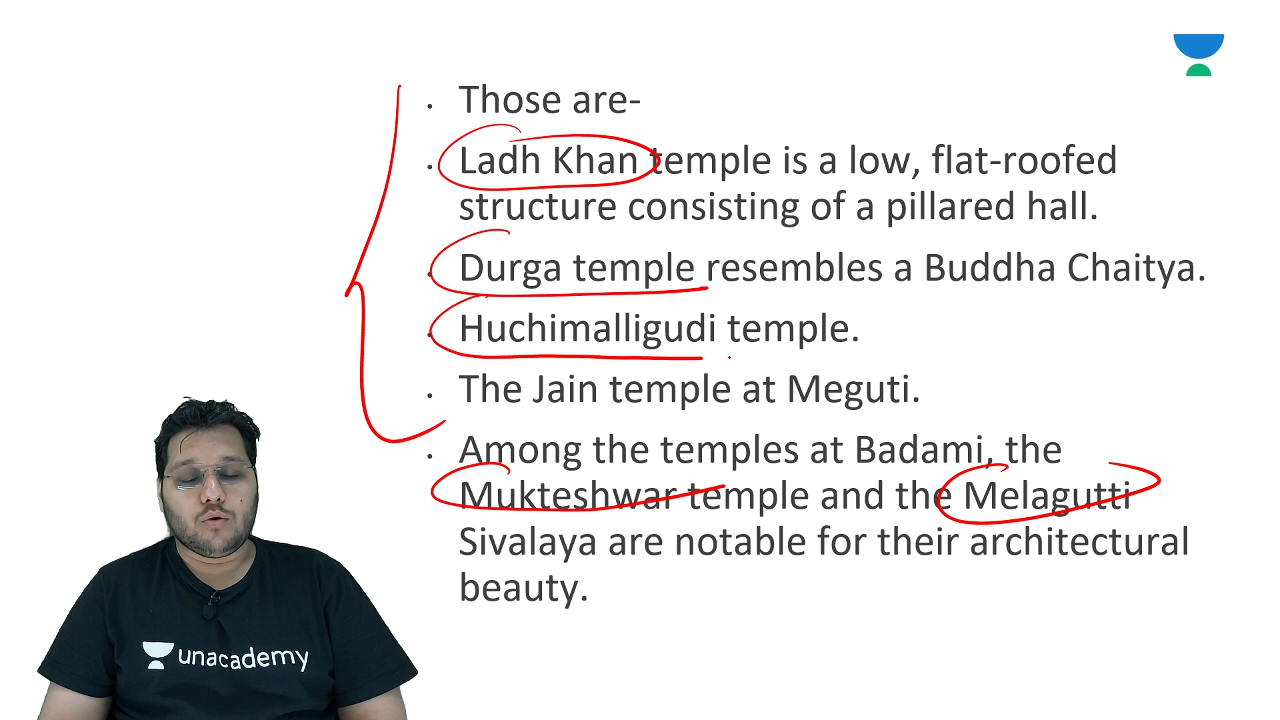 Those are-
Ladh Khan temple is a low, flat-roofed
structure consisting of a pillared hall.
Durga temple resembles a Buddha Chaitya.
Huchimalligudi temple.
The Jain temple at Meguti.
Among the temples at Badami, the
Mukteshwar temple and the Melagutti
Sivalaya are notable for their architectural
beauty.
unacademy